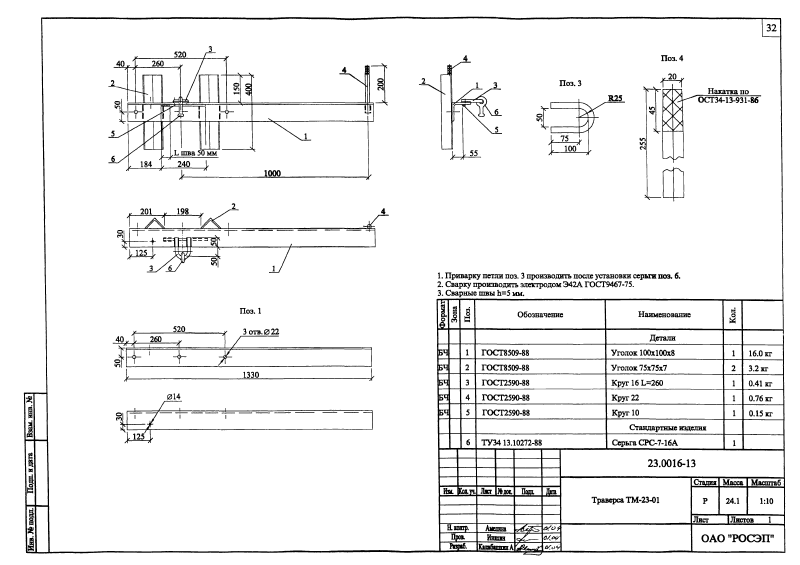 32
520
40
260
3
2
4
200
150
400
50
5
6
1
L шва 50 мм
184
240
1000
4
2
1
3
6
5
55
Поз. 3
R25
50
75
100
Поз. 4
20
Накатка по
ОСТ34-13-931-86
45
255
201
198
2
4
30
50
125
50
3
6
1
Поз. 1
520
3 отв. ∅ 22
40
260
50
1330
∅14
30
125
1. Приварку петли поз. 3 производить после установки серьги поз. 6.
2. Сварку производить электродом Э42А ГОСТ9467-75.
3. Сварные швы h=5 мм.
Формат Зона Поз. Обозначение Наименование Кол.
Детали
БЧ 1 ГОСТ8509-88 Уголок 100x100x8 1 16.0 кг
БЧ 2 ГОСТ8509-88 Уголок 75x75x7 2 3.2 кг
БЧ 3 ГОСТ2590-88 Круг 16 L=260 1 0.41 кг
БЧ 4 ГОСТ2590-88 Круг 22 1 0.76 кг
БЧ 5 ГОСТ2590-88 Круг 10 1 0.15 кг
Стандартные изделия
6 ТУ34 13.10272-88 Серьга СРС-7-16А 1
23.0016-13
Изм. Кол. уч. Лист № док. Подп. Дата
Траверса ТМ-23-01
Стадия Масса Масштаб
Р 24.1 1:10
Лист Листов 1
Н. контр.
Пров.
Разраб.
ОАО "РОСЭП"
Взам. инв. №
Подп. и дата
Инв. № подл.